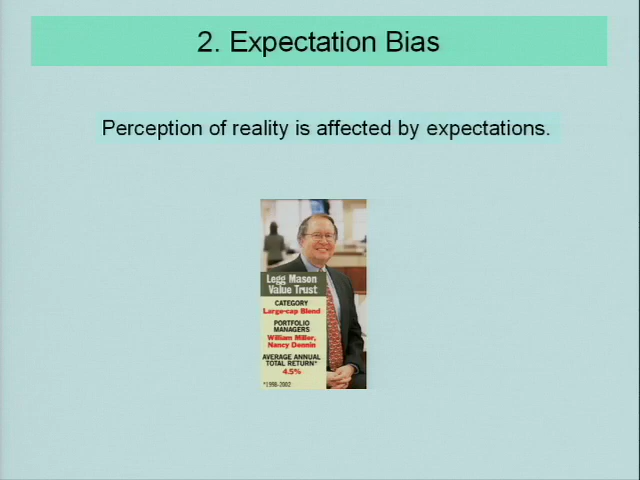 2. Expectation Bias
Perception of reality is affected by expectations.
Legg Mason
Value Trust
CATEGORY
Large-cap Blend
PORTFOLIO
MANAGERS
William Miller,
Nancy Dennin
AVERAGE ANNUAL
TOTAL RETURN*
4.5%
*1998-2002